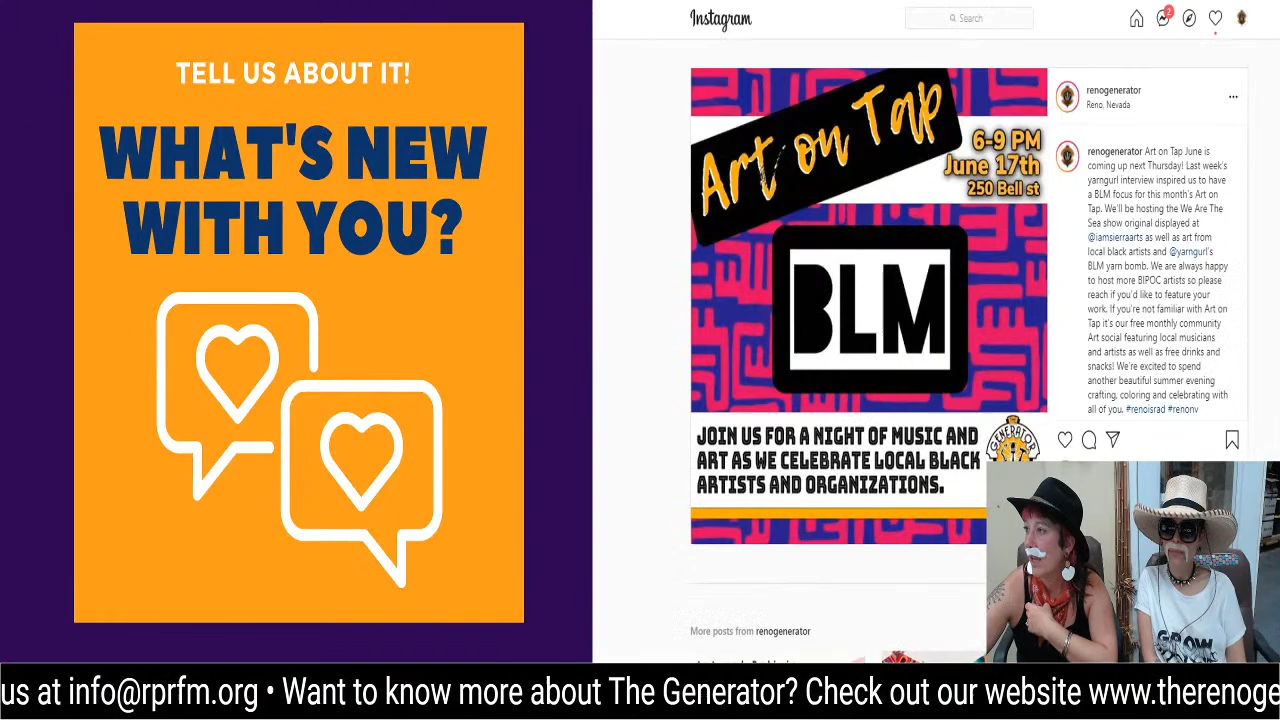 TELL US ABOUT IT!
WHAT'S NEW
WITH YOU?
Instagram
Search
2
Art on Tap
6-9 PM
June 17th
250 Bell st
BLM
JOIN US FOR A NIGHT OF MUSIC AND
ART AS WE CELEBRATE LOCAL BLACK
ARTISTS AND ORGANIZATIONS.
GENERATOR
renogenerator
Reno, Nevada
renogenerator Art on Tap June is
coming up next Thursday! Last week's
yarngurl interview inspired us to have
a BLM focus for this month's Art on
Tap. We'll be hosting the We Are The
Sea show original displayed at
@iamsierraarts as well as art from
local black artists and @yarngurl's
BLM yarn bomb. We are always happy
to host more BIPOC artists so please
reach if you'd like to feature your
work. If you're not familiar with Art on
Tap it's our free monthly community
Art social featuring local musicians
and artists as well as free drinks and
snacks! We're excited to spend
another beautiful summer evening
crafting, coloring and celebrating with
all of you. #renoisrad #renonv
More posts from renogenerator
GROW
us at info@rprfm.org • Want to know more about The Generator? Check out our website www.therenoge